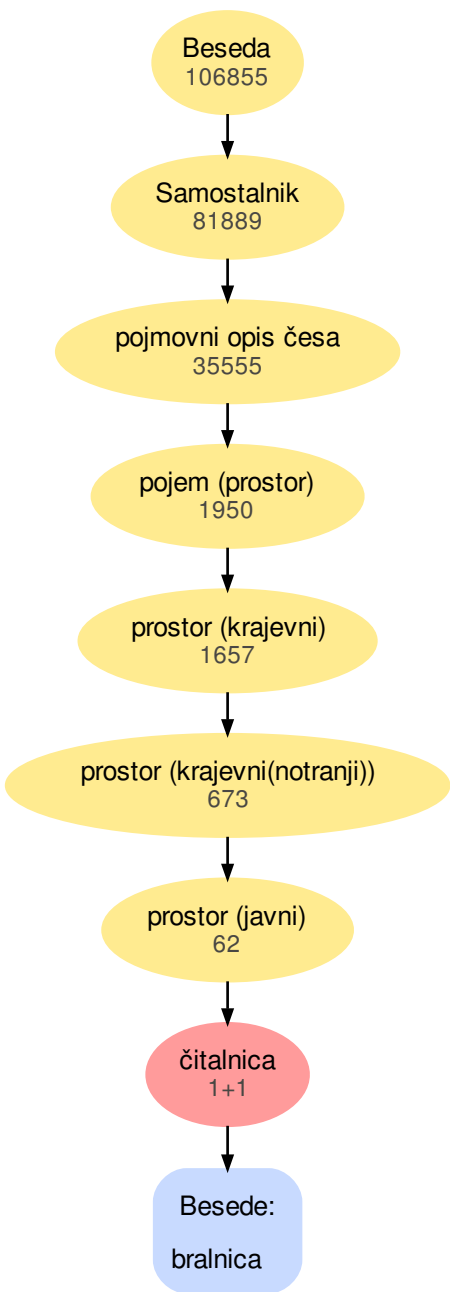 Beseda
106855
Samostalnik
81889
pojmovni opis česa
35555
pojem (prostor)
1950
prostor (krajevni)
1657
prostor (krajevni(notranji))
673
prostor (javni)
62
čitalnica
1+1
Besede:
bralnica